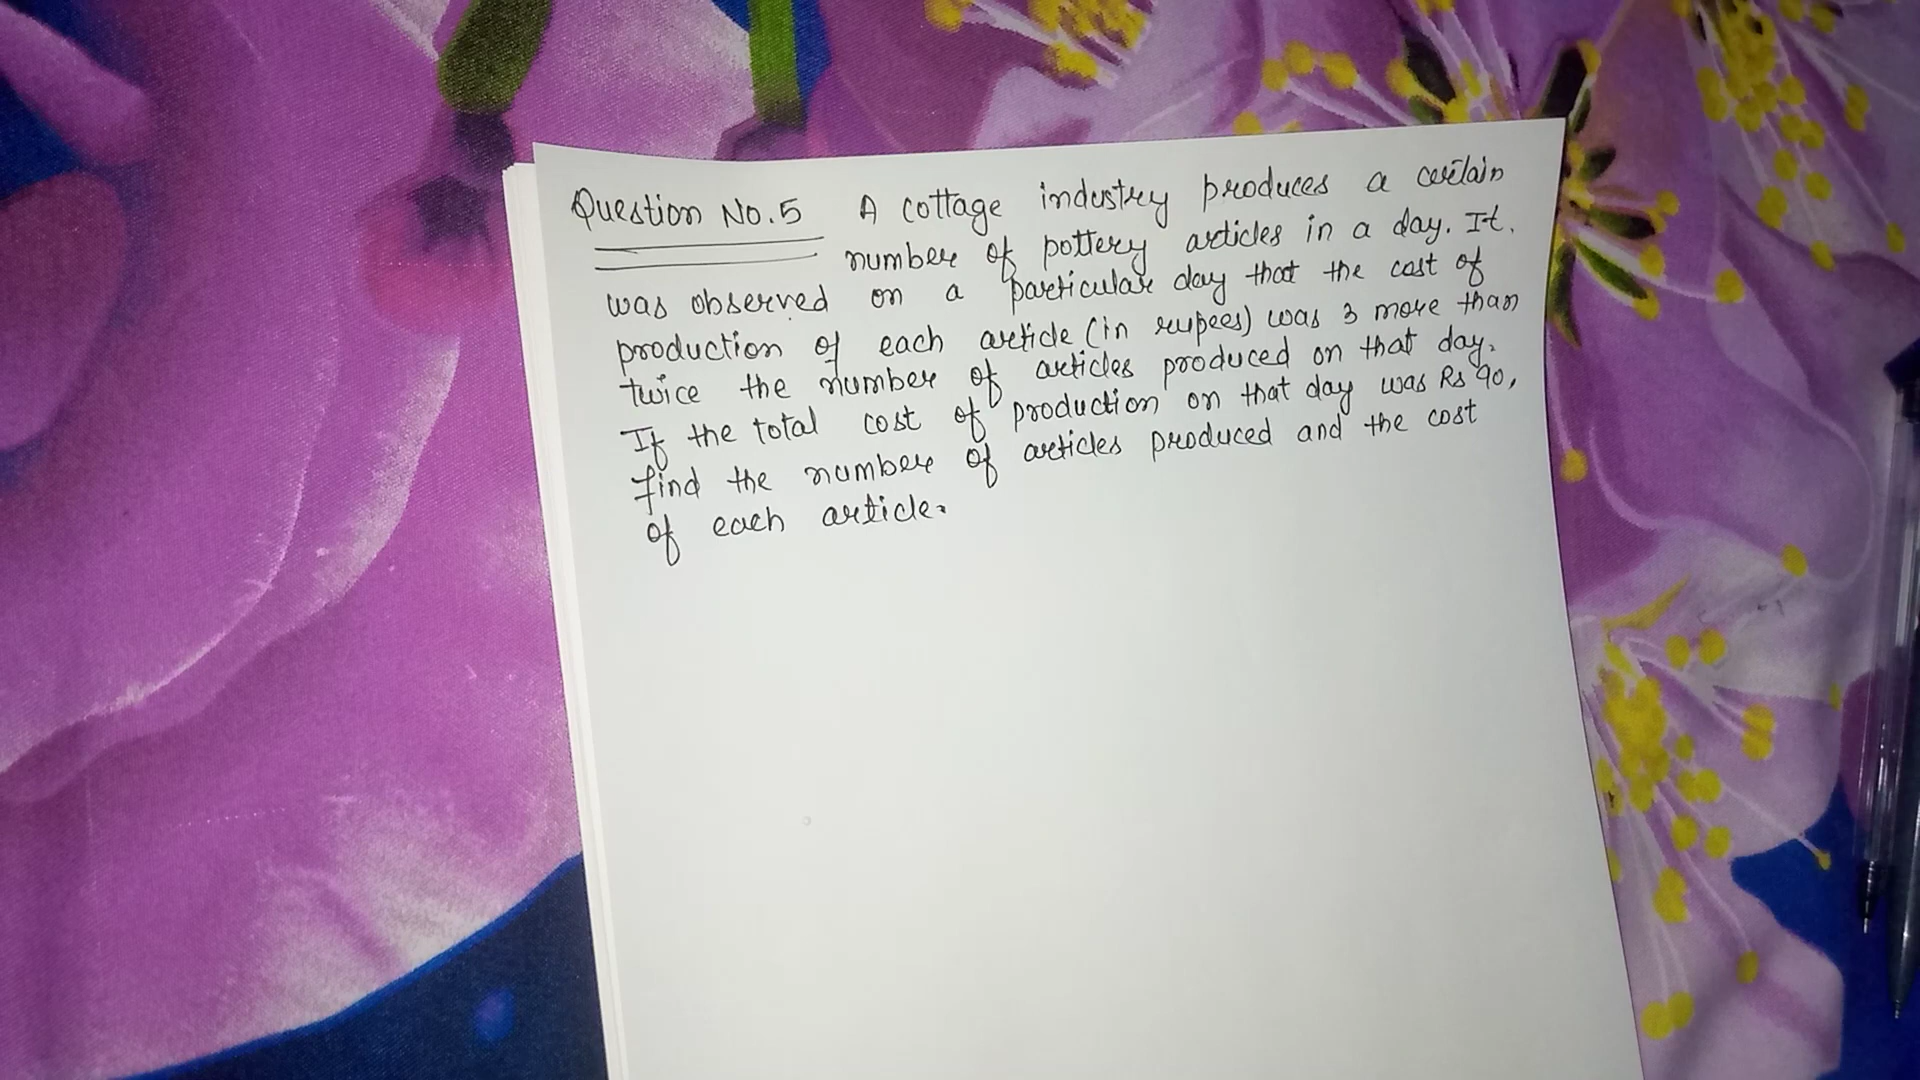 Question No.5 A cottage industry produces a certain
number of pottery articles in a day. It
was observed on a particular day that the cost of
production of each article (in rupees) was 3 more than
twice the number of articles produced on that day.
If the total cost of production on that day was Rs 90,
find the number of articles produced and the cost
of each article.